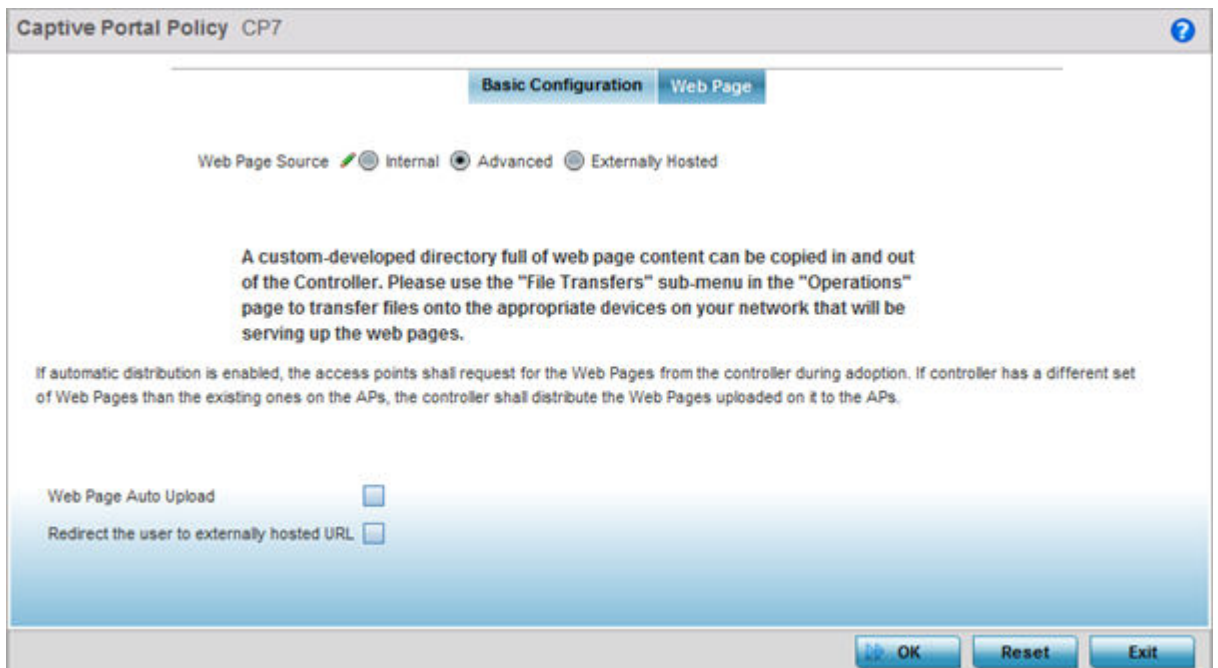 Captive Portal Policy CP7
?
Basic Configuration Web Page
Web Page Source Internal Advanced Externally Hosted
A custom-developed directory full of web page content can be copied in and out
of the Controller. Please use the "File Transfers" sub-menu in the "Operations"
page to transfer files onto the appropriate devices on your network that will be
serving up the web pages.
If automatic distribution is enabled, the access points shall request for the Web Pages from the controller during adoption. If controller has a different set
of Web Pages than the existing ones on the APs, the controller shall distribute the Web Pages uploaded on it to the APs.
Web Page Auto Upload
Redirect the user to externally hosted URL
OK Reset Exit